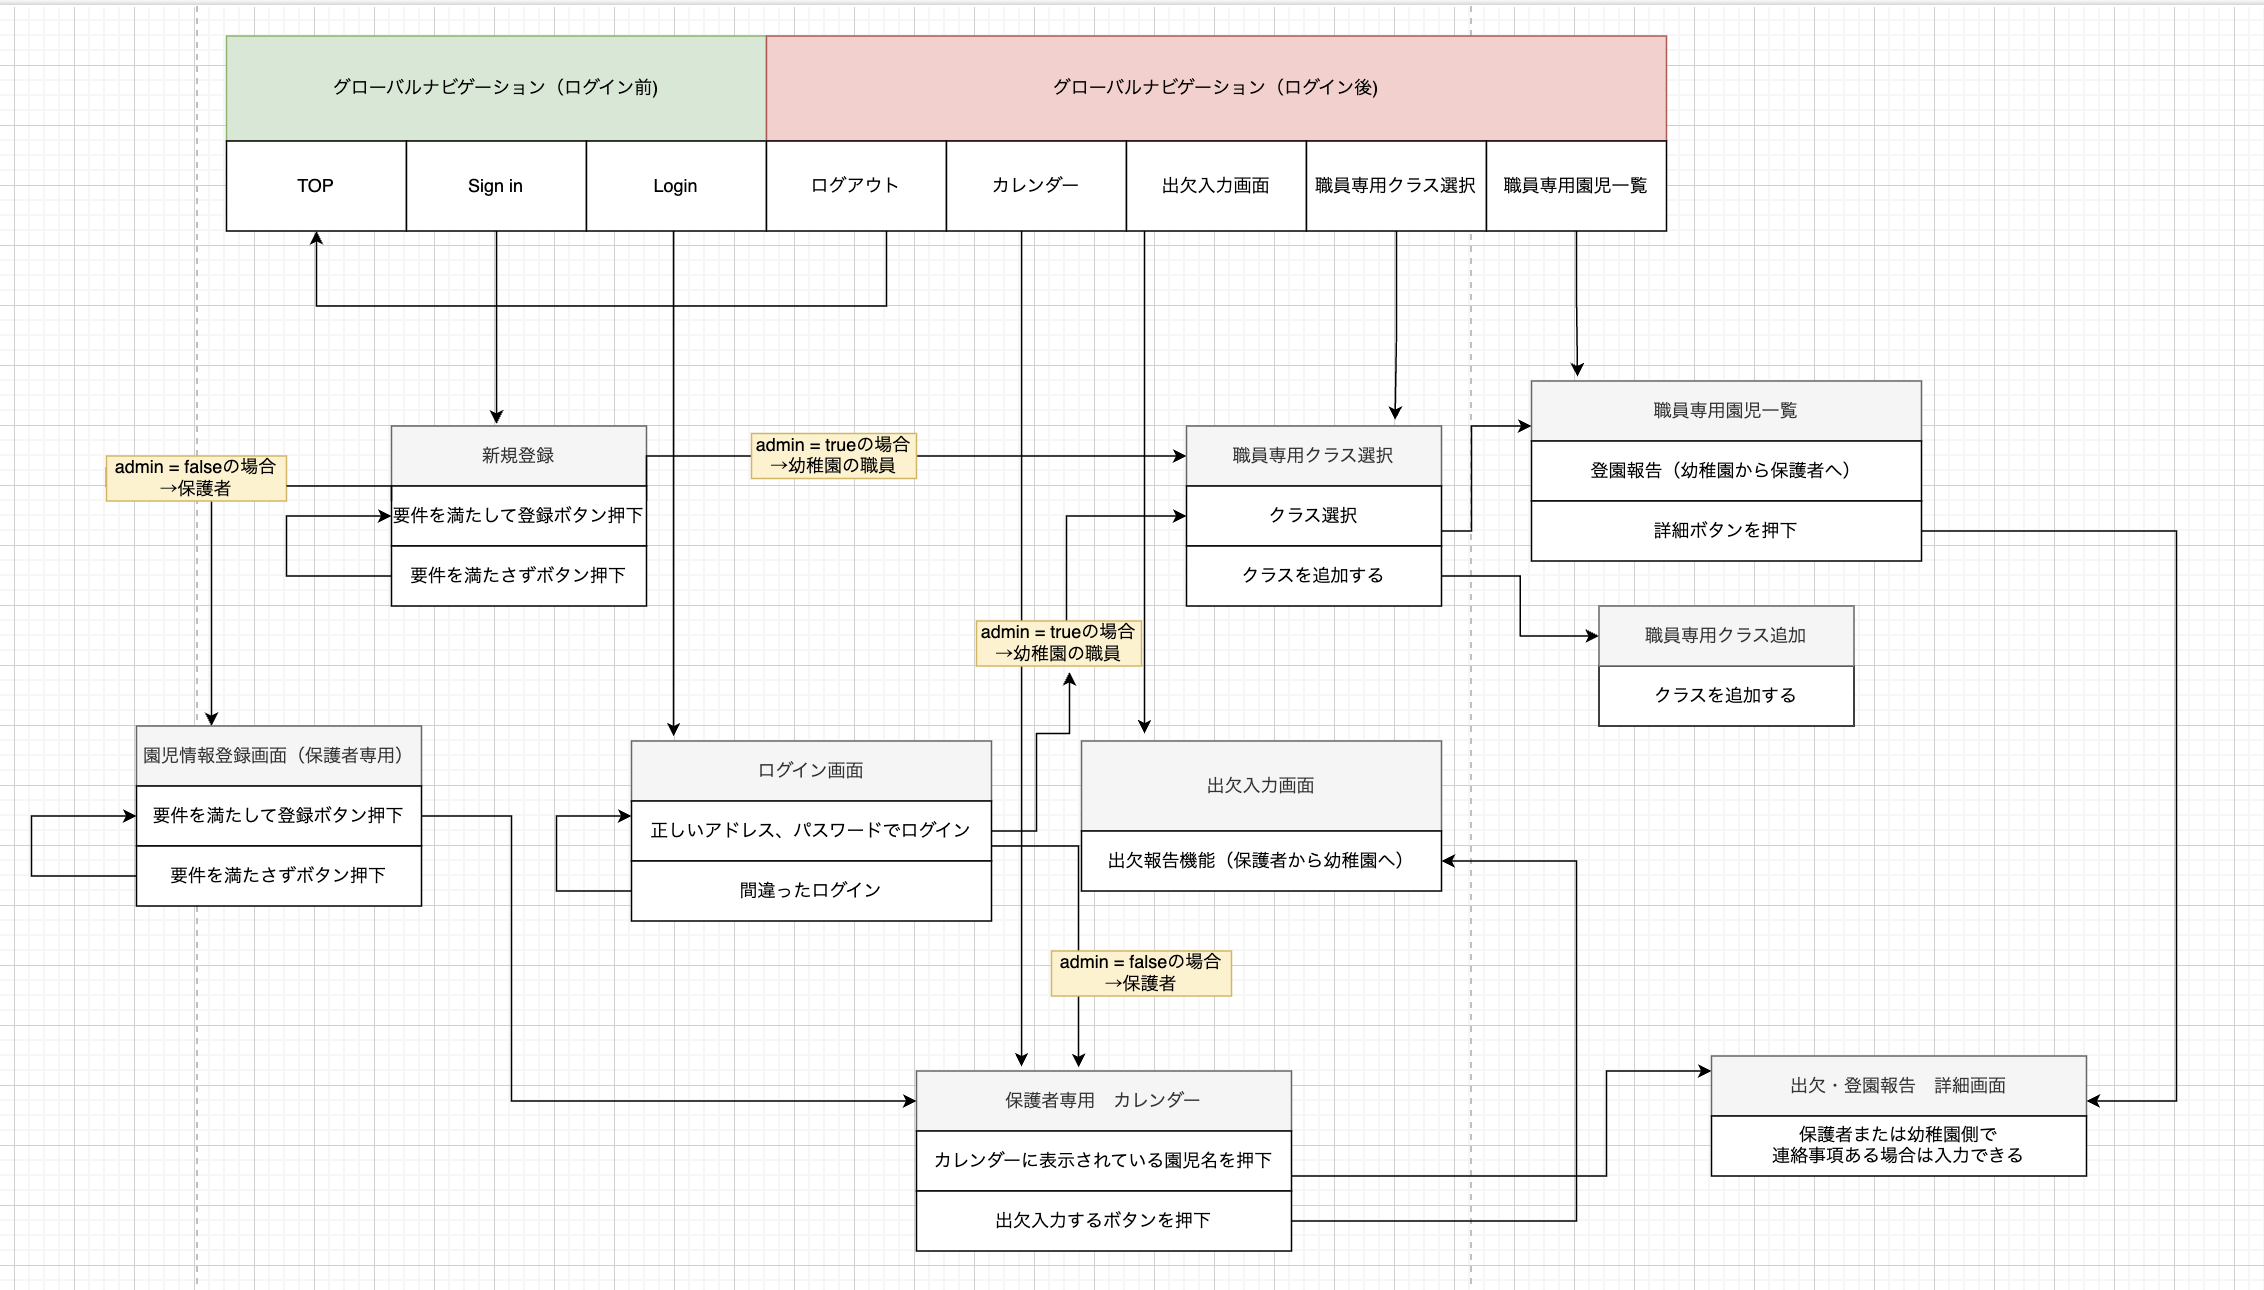 グローバルナビゲーション（ログイン前)
グローバルナビゲーション（ログイン後)
TOP
Sign in
Login
ログアウト
カレンダー
出欠入力画面
職員専用クラス選択
職員専用園児一覧
職員専用園児一覧
登園報告（幼稚園から保護者へ）
詳細ボタンを押下
新規登録
要件を満たして登録ボタン押下
要件を満たさずボタン押下
admin = trueの場合
→幼稚園の職員
職員専用クラス選択
クラス選択
クラスを追加する
admin = falseの場合
→保護者
admin = trueの場合
→幼稚園の職員
職員専用クラス追加
クラスを追加する
園児情報登録画面（保護者専用）
要件を満たして登録ボタン押下
要件を満たさずボタン押下
ログイン画面
正しいアドレス、パスワードでログイン
間違ったログイン
出欠入力画面
出欠報告機能（保護者から幼稚園へ）
admin = falseの場合
→保護者
保護者専用　カレンダー
カレンダーに表示されている園児名を押下
出欠入力するボタンを押下
出欠・登園報告　詳細画面
保護者または幼稚園側で
連絡事項ある場合は入力できる